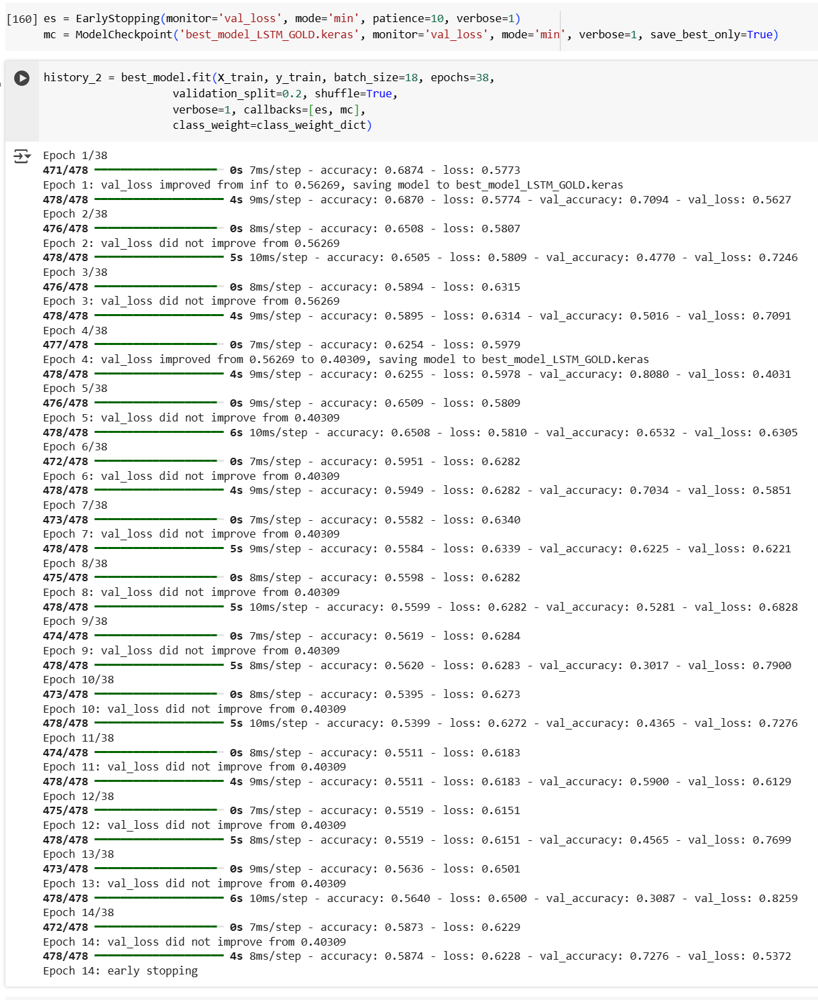 [160] es = EarlyStopping(monitor='val_loss', mode='min', patience=10, verbose=1)
mc = ModelCheckpoint('best_model_LSTM_GOLD.keras', monitor='val_loss', mode='min', verbose=1, save_best_only=True)
history_2 = best_model.fit(X_train, y_train, batch_size=18, epochs=38,
validation_split=0.2, shuffle=True,
verbose=1, callbacks=[es, mc],
class_weight=class_weight_dict)
Epoch 1/38
471/478 0s 7ms/step - accuracy: 0.6874 - loss: 0.5773
Epoch 1: val_loss improved from inf to 0.56269, saving model to best_model_LSTM_GOLD.keras
478/478 4s 9ms/step - accuracy: 0.6870 - loss: 0.5774 - val_accuracy: 0.7094 - val_loss: 0.5627
Epoch 2/38
476/478 0s 8ms/step - accuracy: 0.6508 - loss: 0.5807
Epoch 2: val_loss did not improve from 0.56269
478/478 5s 10ms/step - accuracy: 0.6505 - loss: 0.5809 - val_accuracy: 0.4770 - val_loss: 0.7246
Epoch 3/38
476/478 0s 8ms/step - accuracy: 0.5894 - loss: 0.6315
Epoch 3: val_loss did not improve from 0.56269
478/478 4s 9ms/step - accuracy: 0.5895 - loss: 0.6314 - val_accuracy: 0.5016 - val_loss: 0.7091
Epoch 4/38
477/478 0s 7ms/step - accuracy: 0.6254 - loss: 0.5979
Epoch 4: val_loss improved from 0.56269 to 0.40309, saving model to best_model_LSTM_GOLD.keras
478/478 4s 9ms/step - accuracy: 0.6255 - loss: 0.5978 - val_accuracy: 0.8080 - val_loss: 0.4031
Epoch 5/38
476/478 0s 9ms/step - accuracy: 0.6509 - loss: 0.5809
Epoch 5: val_loss did not improve from 0.40309
478/478 6s 10ms/step - accuracy: 0.6508 - loss: 0.5810 - val_accuracy: 0.6532 - val_loss: 0.6305
Epoch 6/38
472/478 0s 7ms/step - accuracy: 0.5951 - loss: 0.6282
Epoch 6: val_loss did not improve from 0.40309
478/478 4s 9ms/step - accuracy: 0.5949 - loss: 0.6282 - val_accuracy: 0.7034 - val_loss: 0.5851
Epoch 7/38
473/478 0s 7ms/step - accuracy: 0.5582 - loss: 0.6340
Epoch 7: val_loss did not improve from 0.40309
478/478 5s 9ms/step - accuracy: 0.5584 - loss: 0.6339 - val_accuracy: 0.6225 - val_loss: 0.6221
Epoch 8/38
475/478 0s 8ms/step - accuracy: 0.5598 - loss: 0.6282
Epoch 8: val_loss did not improve from 0.40309
478/478 5s 10ms/step - accuracy: 0.5599 - loss: 0.6282 - val_accuracy: 0.5281 - val_loss: 0.6828
Epoch 9/38
474/478 0s 7ms/step - accuracy: 0.5619 - loss: 0.6284
Epoch 9: val_loss did not improve from 0.40309
478/478 5s 8ms/step - accuracy: 0.5620 - loss: 0.6283 - val_accuracy: 0.3017 - val_loss: 0.7900
Epoch 10/38
473/478 0s 8ms/step - accuracy: 0.5395 - loss: 0.6273
Epoch 10: val_loss did not improve from 0.40309
478/478 5s 10ms/step - accuracy: 0.5399 - loss: 0.6272 - val_accuracy: 0.4365 - val_loss: 0.7276
Epoch 11/38
474/478 0s 8ms/step - accuracy: 0.5511 - loss: 0.6183
Epoch 11: val_loss did not improve from 0.40309
478/478 4s 9ms/step - accuracy: 0.5511 - loss: 0.6183 - val_accuracy: 0.5900 - val_loss: 0.6129
Epoch 12/38
475/478 0s 7ms/step - accuracy: 0.5519 - loss: 0.6151
Epoch 12: val_loss did not improve from 0.40309
478/478 5s 8ms/step - accuracy: 0.5519 - loss: 0.6151 - val_accuracy: 0.4565 - val_loss: 0.7699
Epoch 13/38
473/478 0s 9ms/step - accuracy: 0.5636 - loss: 0.6501
Epoch 13: val_loss did not improve from 0.40309
478/478 6s 10ms/step - accuracy: 0.5640 - loss: 0.6500 - val_accuracy: 0.3087 - val_loss: 0.8259
Epoch 14/38
472/478 0s 7ms/step - accuracy: 0.5873 - loss: 0.6229
Epoch 14: val_loss did not improve from 0.40309
478/478 4s 8ms/step - accuracy: 0.5874 - loss: 0.6228 - val_accuracy: 0.7276 - val_loss: 0.5372
Epoch 14: early stopping